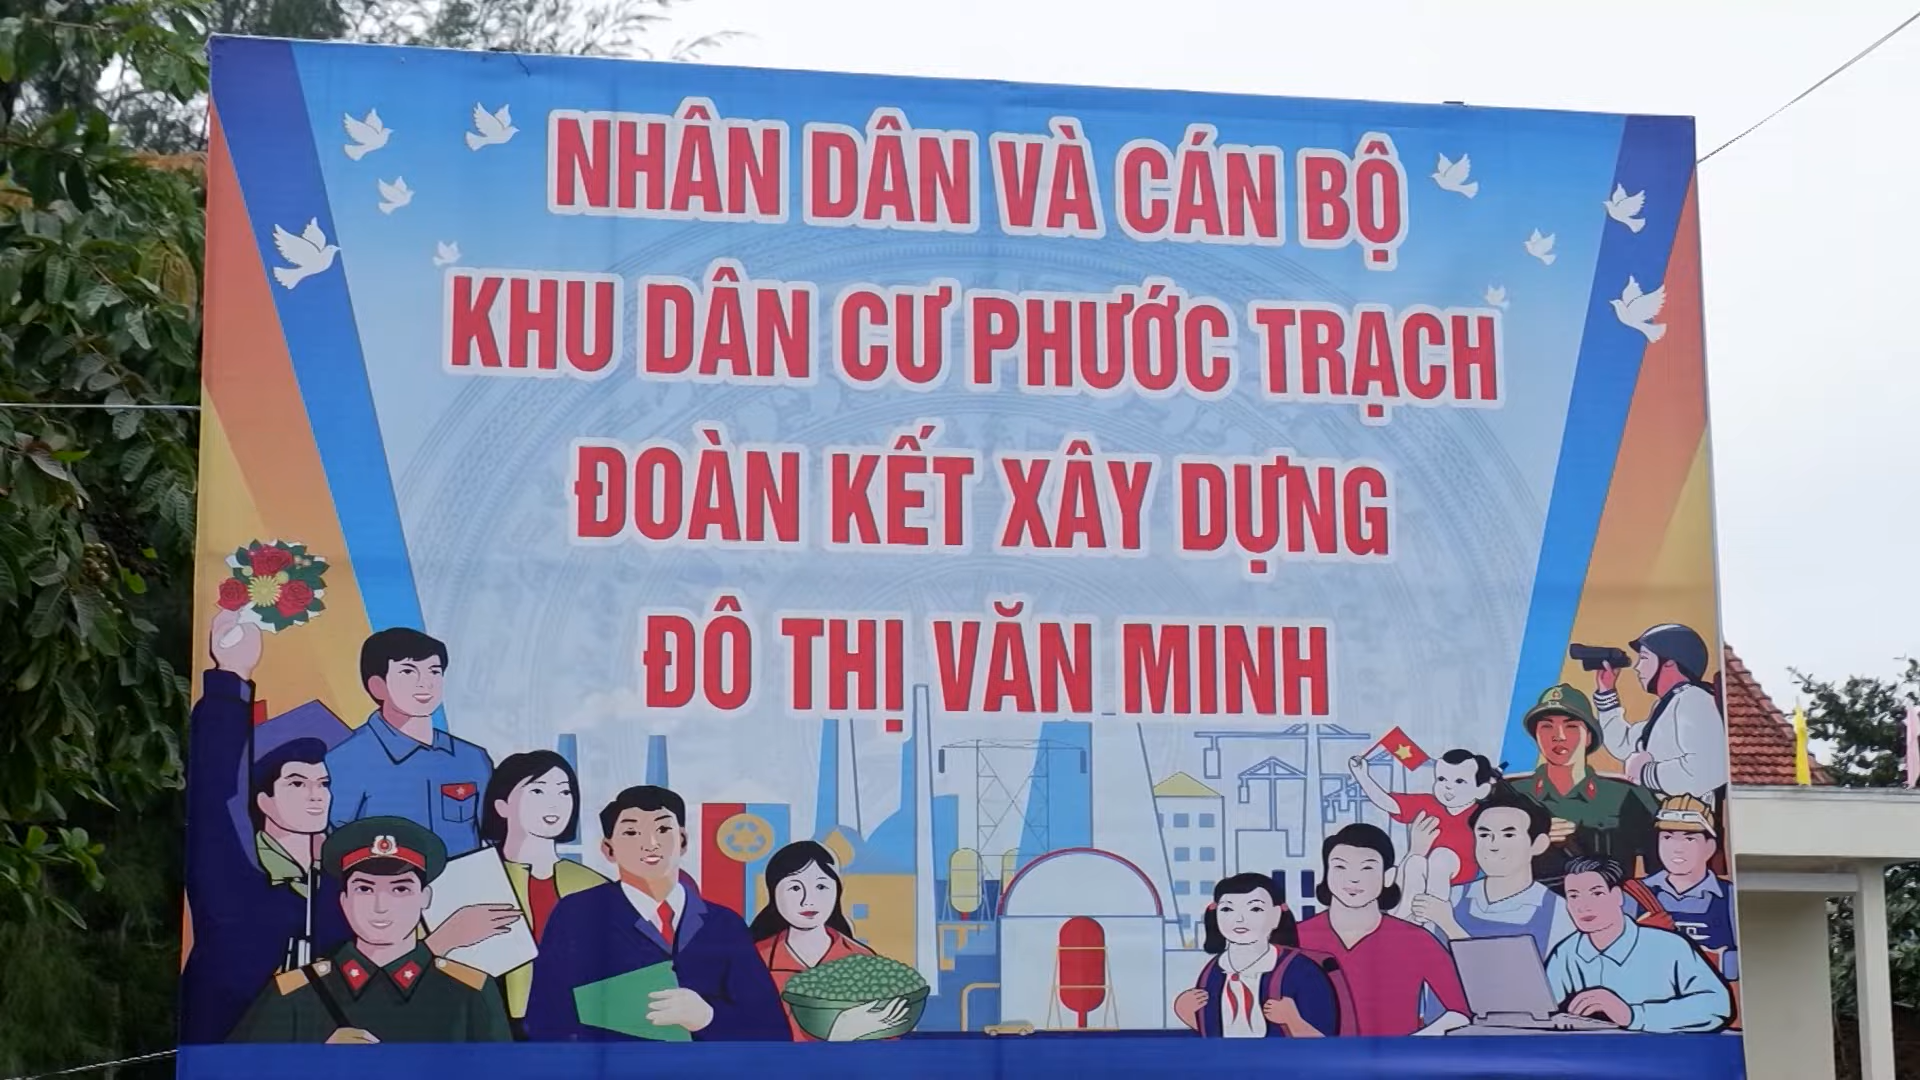 NHÂN DÂN VÀ CÁN BỘ
KHU DÂN CƯ PHƯỚC TRẠCH
ĐOÀN KẾT XÂY DỰNG
ĐÔ THỊ VĂN MINH